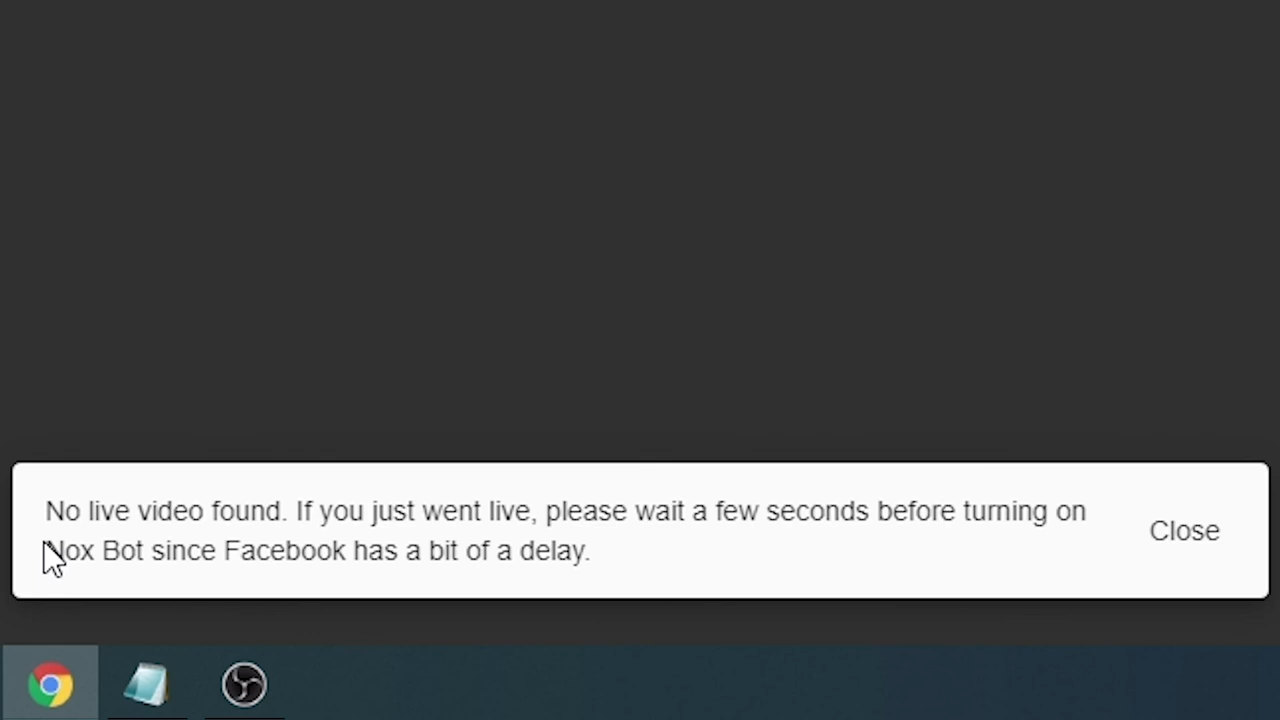 No live video found. If you just went live, please wait a few seconds before turning on
Nox Bot since Facebook has a bit of a delay.
Close